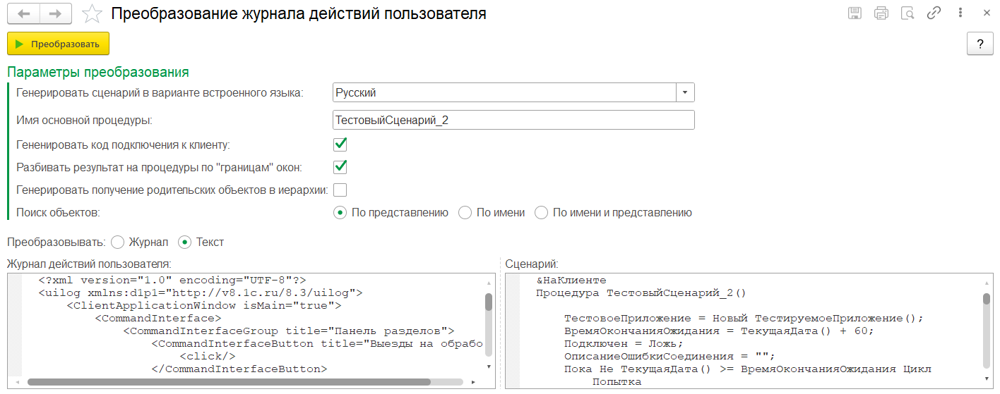 Преобразование журнала действий пользователя
Преобразовать
?
Параметры преобразования
Генерировать сценарий в варианте встроенного языка: Русский
Имя основной процедуры: ТестовыйСценарий_2
Гененировать код подключения к клиенту:
Разбивать результат на процедуры по "границам" окон:
Генерировать получение родительских объектов в иерархии:
Поиск объектов: По представлению По имени По имени и представлению
Преобразовывать: Журнал Текст
Журнал действий пользователя:
<?xml version="1.0" encoding="UTF-8"?>
<uilog xmlns:d1p1="http://v8.1c.ru/8.3/uilog">
<ClientApplicationWindow isMain="true">
<CommandInterface>
<CommandInterfaceGroup title="Панель разделов">
<CommandInterfaceButton title="Выезды на обрабо
<click/>
</CommandInterfaceButton>
Сценарий:
&НаКлиенте
Процедура ТестовыйСценарий_2()
ТестовоеПриложение = Новый ТестируемоеПриложение();
ВремяОкончанияОжидания = ТекущаяДата() + 60;
Подключен = Ложь;
ОписаниеОшибкиСоединения = "";
Пока Не ТекущаяДата() >= ВремяОкончанияОжидания Цикл
Попытка